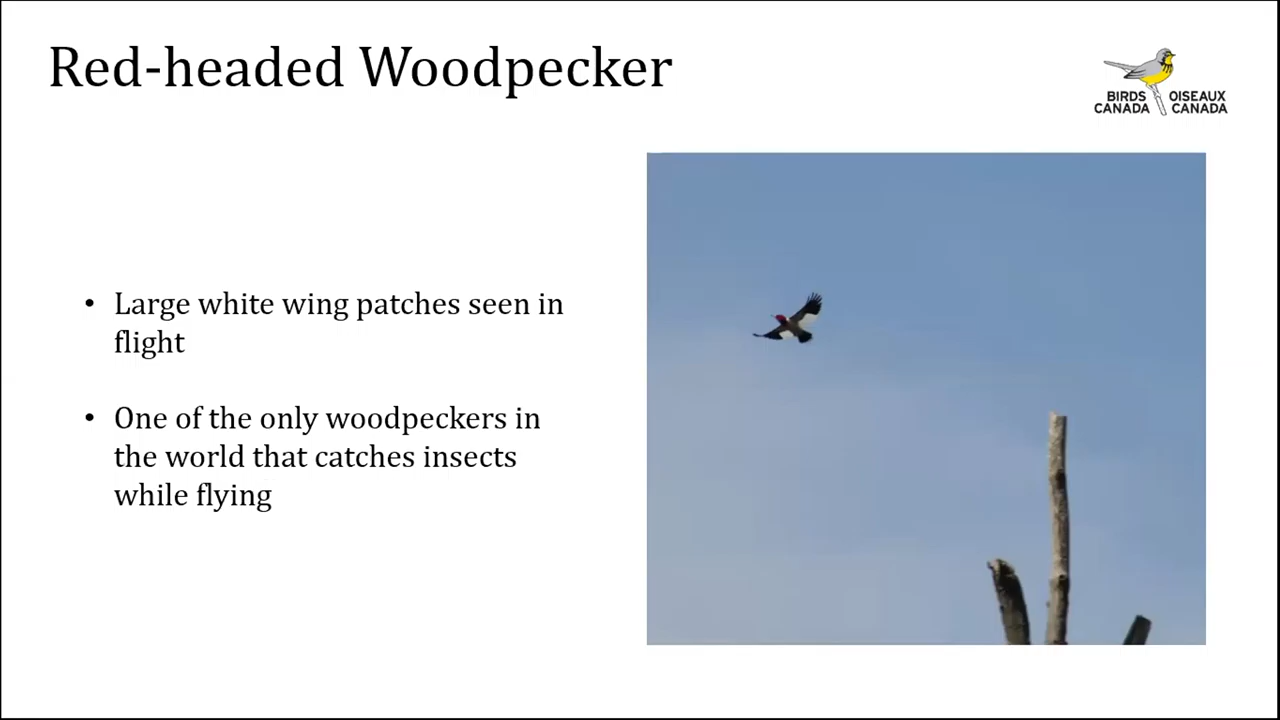 Red-headed Woodpecker
BIRDS CANADA
OISEAUX CANADA
• Large white wing patches seen in
flight
• One of the only woodpeckers in
the world that catches insects
while flying